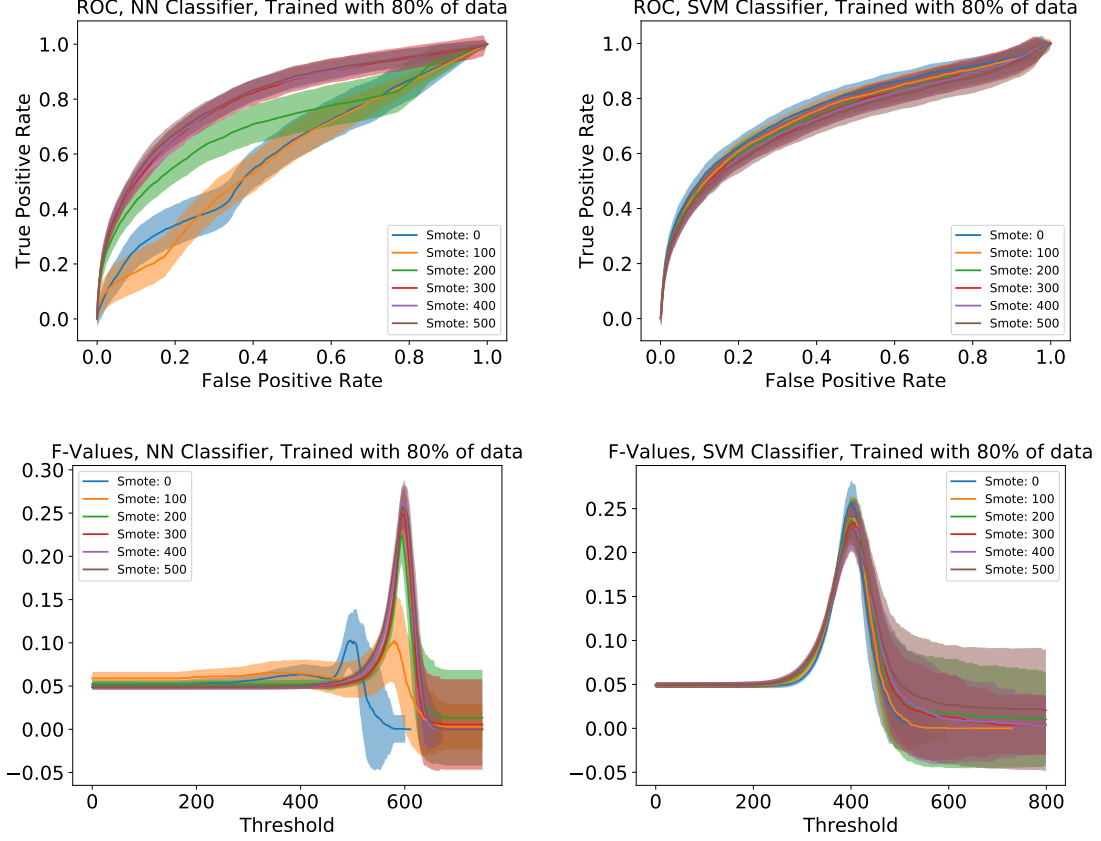 ROC, NN Classifier, Trained with 80% of data
1.0
0.8
0.6
0.4
0.2
0.0
True Positive Rate
Smote: 0
Smote: 100
Smote: 200
Smote: 300
Smote: 400
Smote: 500
0.0 0.2 0.4 0.6 0.8 1.0
False Positive Rate
ROC, SVM Classifier, Trained with 80% of data
1.0
0.8
0.6
0.4
0.2
0.0
True Positive Rate
Smote: 0
Smote: 100
Smote: 200
Smote: 300
Smote: 400
Smote: 500
0.0 0.2 0.4 0.6 0.8 1.0
False Positive Rate
F-Values, NN Classifier, Trained with 80% of data
0.30
0.25
0.20
0.15
0.10
0.05
0.00
−0.05
Smote: 0
Smote: 100
Smote: 200
Smote: 300
Smote: 400
Smote: 500
0 200 400 600
Threshold
F-Values, SVM Classifier, Trained with 80% of data
0.25
0.20
0.15
0.10
0.05
0.00
−0.05
Smote: 0
Smote: 100
Smote: 200
Smote: 300
Smote: 400
Smote: 500
0 200 400 600 800
Threshold